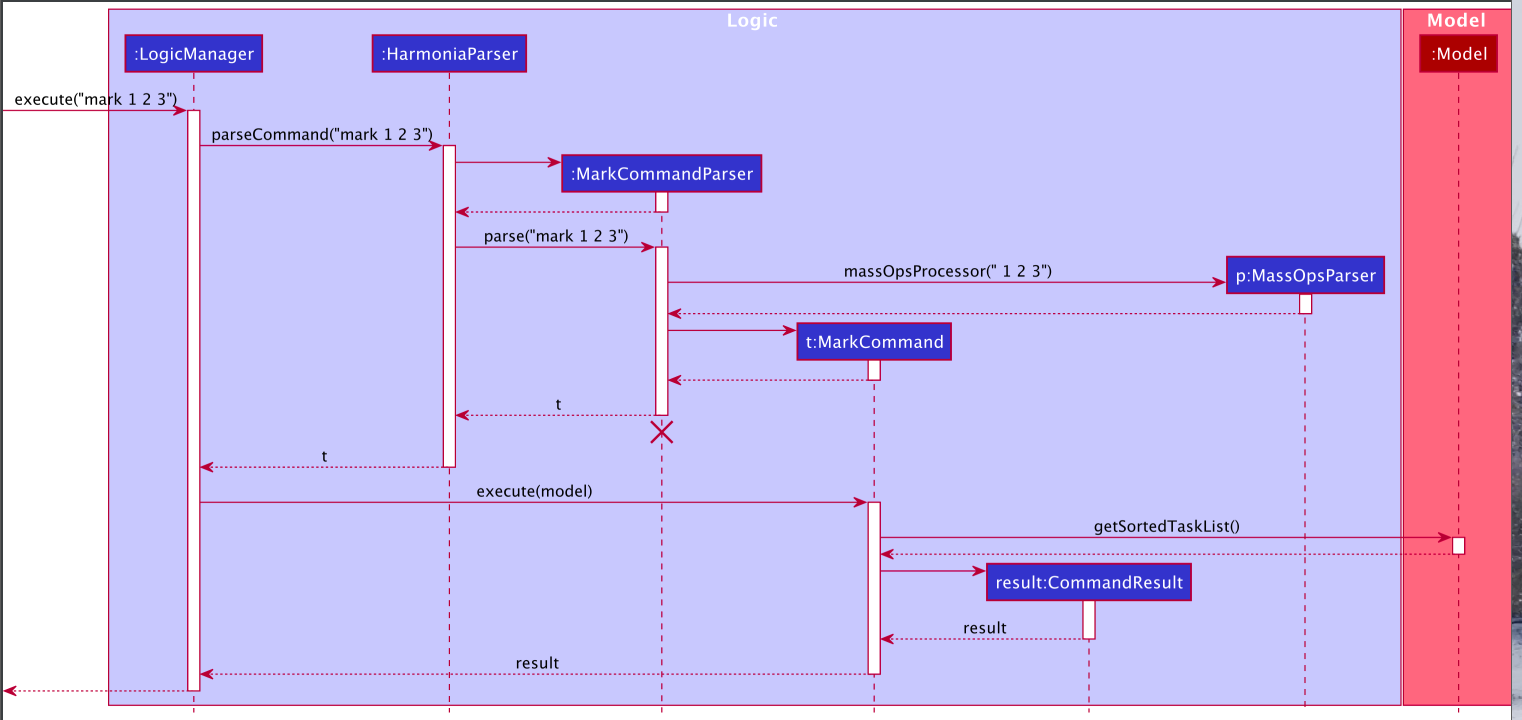 Logic
Model
:LogicManager
:HarmoniaParser
:Model
execute("mark 1 2 3")
parseCommand("mark 1 2 3")
:MarkCommandParser
parse("mark 1 2 3")
massOpsProcessor(" 1 2 3")
p:MassOpsParser
t:MarkCommand
t
t
execute(model)
getSortedTaskList()
result:CommandResult
result
result